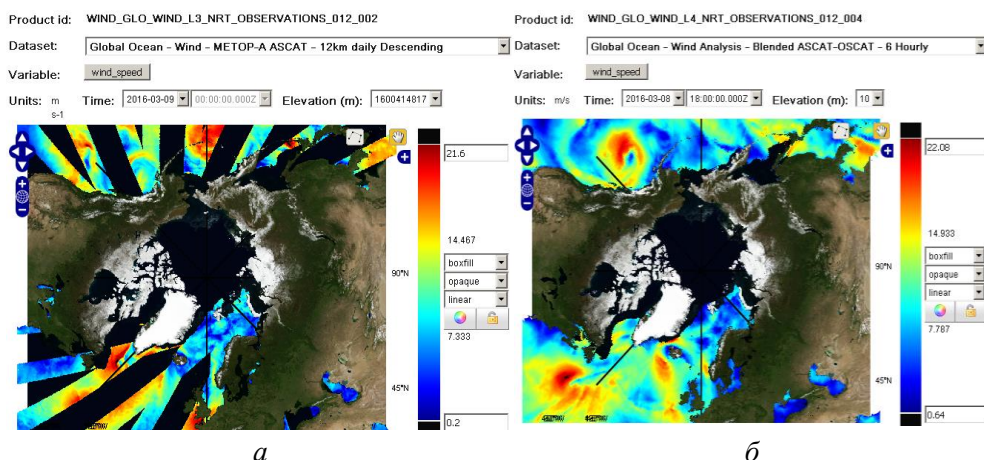 Product id: WIND_GLO_WIND_L3_NRT_OBSERVATIONS_012_002
Dataset: Global Ocean - Wind - METOP-A ASCAT - 12km daily Descending
Variable: wind_speed
Units: m s-1 Time: 2016-03-09 00:00:00.000Z Elevation (m): 1600414817
21.6
14.467
boxfill
opaque
linear
90°N
7.333
45°N
0.2
а
Product id: WIND_GLO_WIND_L4_NRT_OBSERVATIONS_012_004
Dataset: Global Ocean - Wind Analysis - Blended ASCAT-OSCAT - 6 Hourly
Variable: wind_speed
Units: m/s Time: 2016-03-08 18:00:00.000Z Elevation (m): 10
22.08
14.933
boxfill
opaque
linear
90°N
7.787
45°N
0.64
б